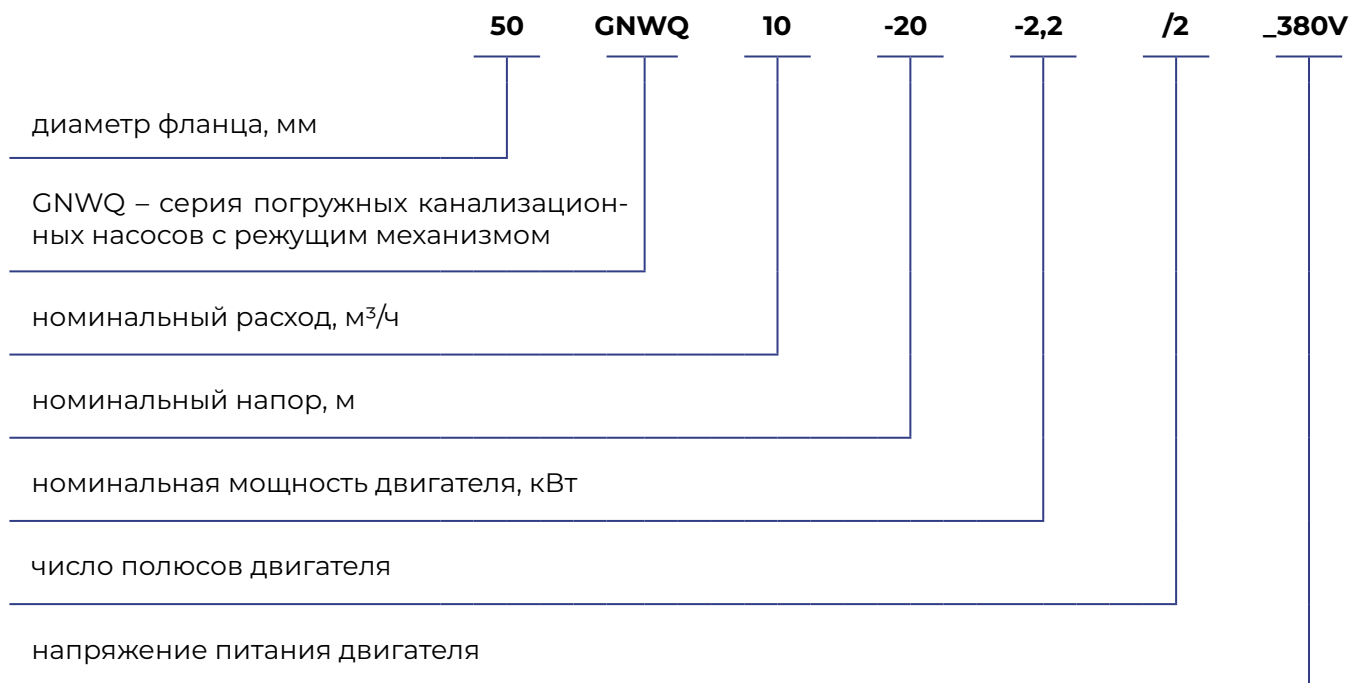 50 GNWQ 10 -20 -2,2 /2 _380V
диаметр фланца, мм
GNWQ – серия погружных канализацион-
ных насосов с режущим механизмом
номинальный расход, м³/ч
номинальный напор, м
номинальная мощность двигателя, кВт
число полюсов двигателя
напряжение питания двигателя